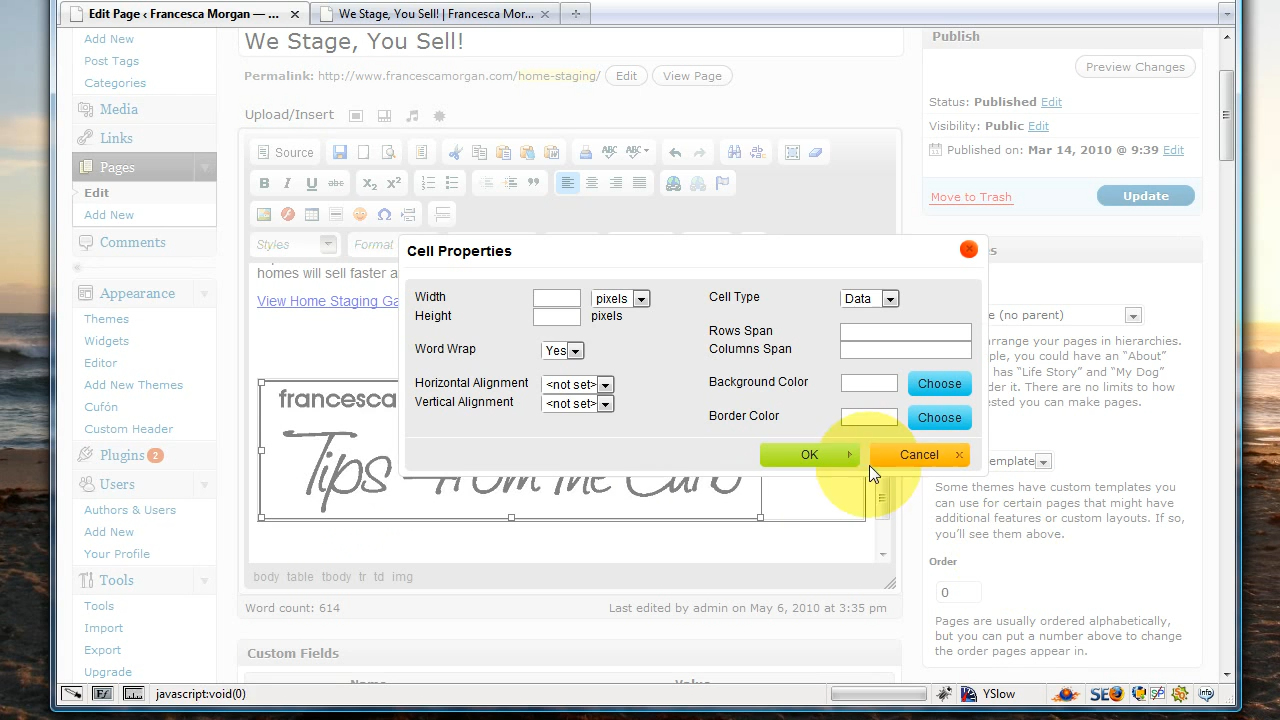 Edit Page ‹ Francesca Morgan — ...
We Stage, You Sell! | Francesca Mor...
Add New
Post Tags
Categories
Media
Links
Pages
Edit
Add New
Comments
Appearance
Themes
Widgets
Editor
Add New Themes
Cufón
Custom Header
Plugins 2
Users
Authors & Users
Add New
Your Profile
Tools
Tools
Import
Export
Upgrade
We Stage, You Sell!
Permalink: http://www.francescamorgan.com/home-staging/ Edit View Page
Upload/Insert
Source
Styles Format
homes will sell faster a
View Home Staging Ga
francesca
Tips from the Curb
body table tbody tr td img
Word count: 614 Last edited by admin on May 6, 2010 at 3:35 pm
Custom Fields
Name Value
Cell Properties
Width pixels
Height pixels
Word Wrap Yes
Horizontal Alignment <not set>
Vertical Alignment <not set>
Cell Type Data
Rows Span
Columns Span
Background Color Choose
Border Color Choose
OK Cancel
Publish
Preview Changes
Status: Published Edit
Visibility: Public Edit
Published on: Mar 14, 2010 @ 9:39 Edit
Move to Trash Update
(no parent)
arrange your pages in hierarchies.
ple, you could have an “About”
has “Life Story” and “My Dog”
der it. There are no limits to how
ested you can make pages.
emplate
Some themes have custom templates you
can use for certain pages that might have
additional features or custom layouts. If so,
you’ll see them above.
Order
0
Pages are usually ordered alphabetically,
but you can put a number above to change
the order pages appear in.
javascript:void(0) YSlow